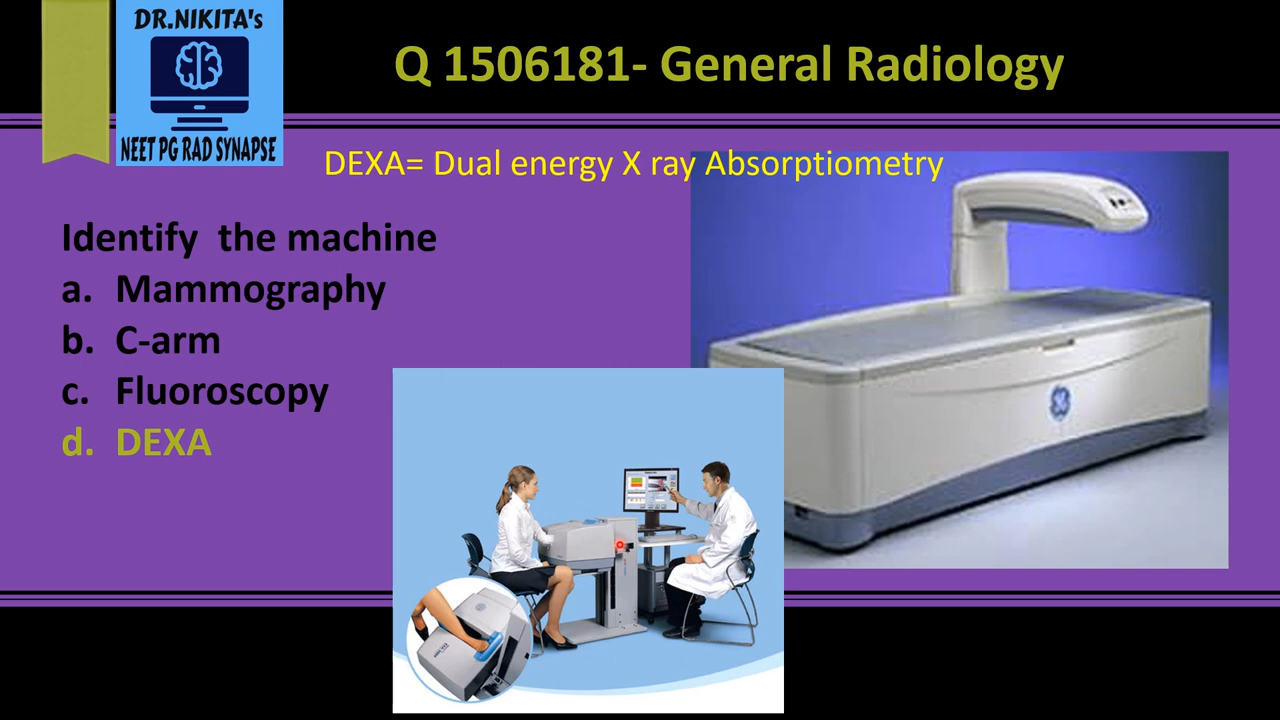 DR.NIKITA's
NEET PG RAD SYNAPSE
Q 1506181- General Radiology
DEXA= Dual energy X ray Absorptiometry
Identify  the machine
a. Mammography
b. C-arm
c. Fluoroscopy
d. DEXA